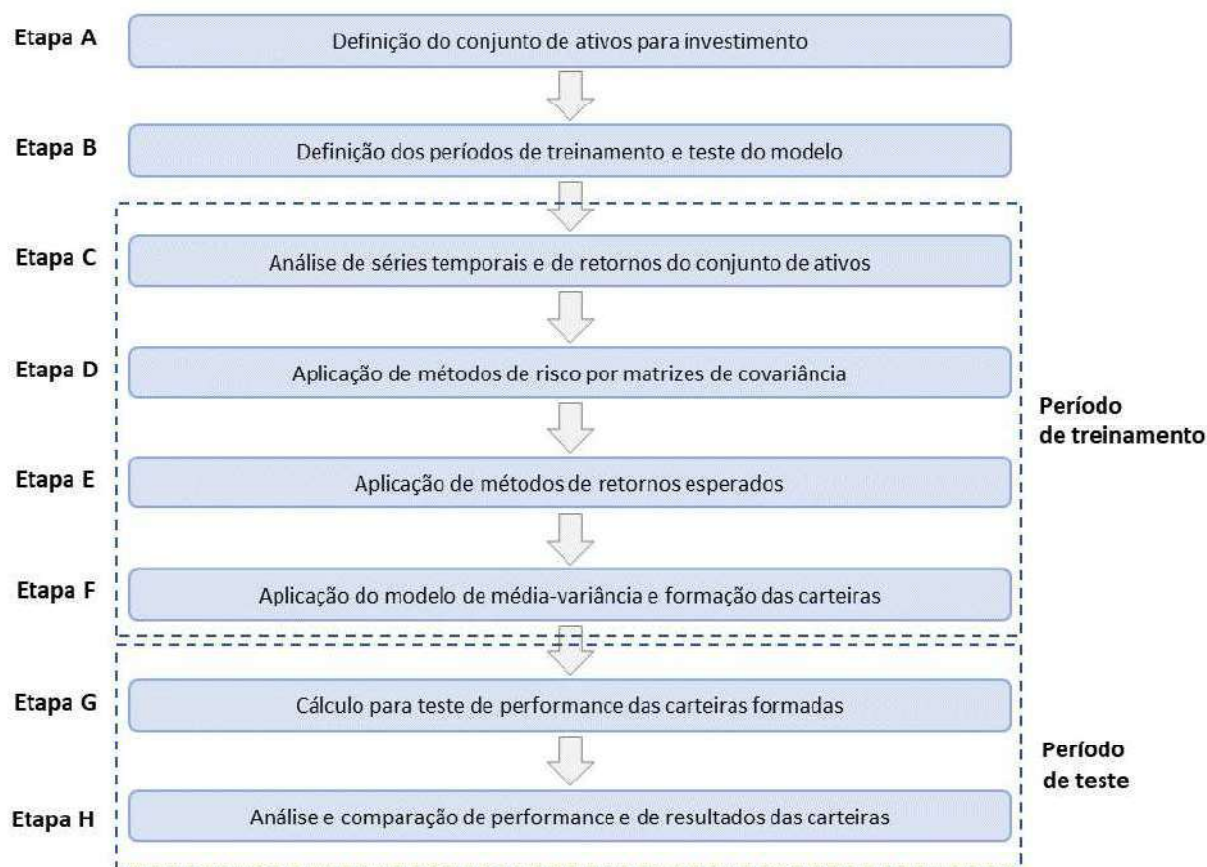 Etapa A
Definição do conjunto de ativos para investimento
Etapa B
Definição dos períodos de treinamento e teste do modelo
Etapa C
Análise de séries temporais e de retornos do conjunto de ativos
Etapa D
Aplicação de métodos de risco por matrizes de covariância
Período
de treinamento
Etapa E
Aplicação de métodos de retornos esperados
Etapa F
Aplicação do modelo de média-variância e formação das carteiras
Etapa G
Cálculo para teste de performance das carteiras formadas
Período
de teste
Etapa H
Análise e comparação de performance e de resultados das carteiras